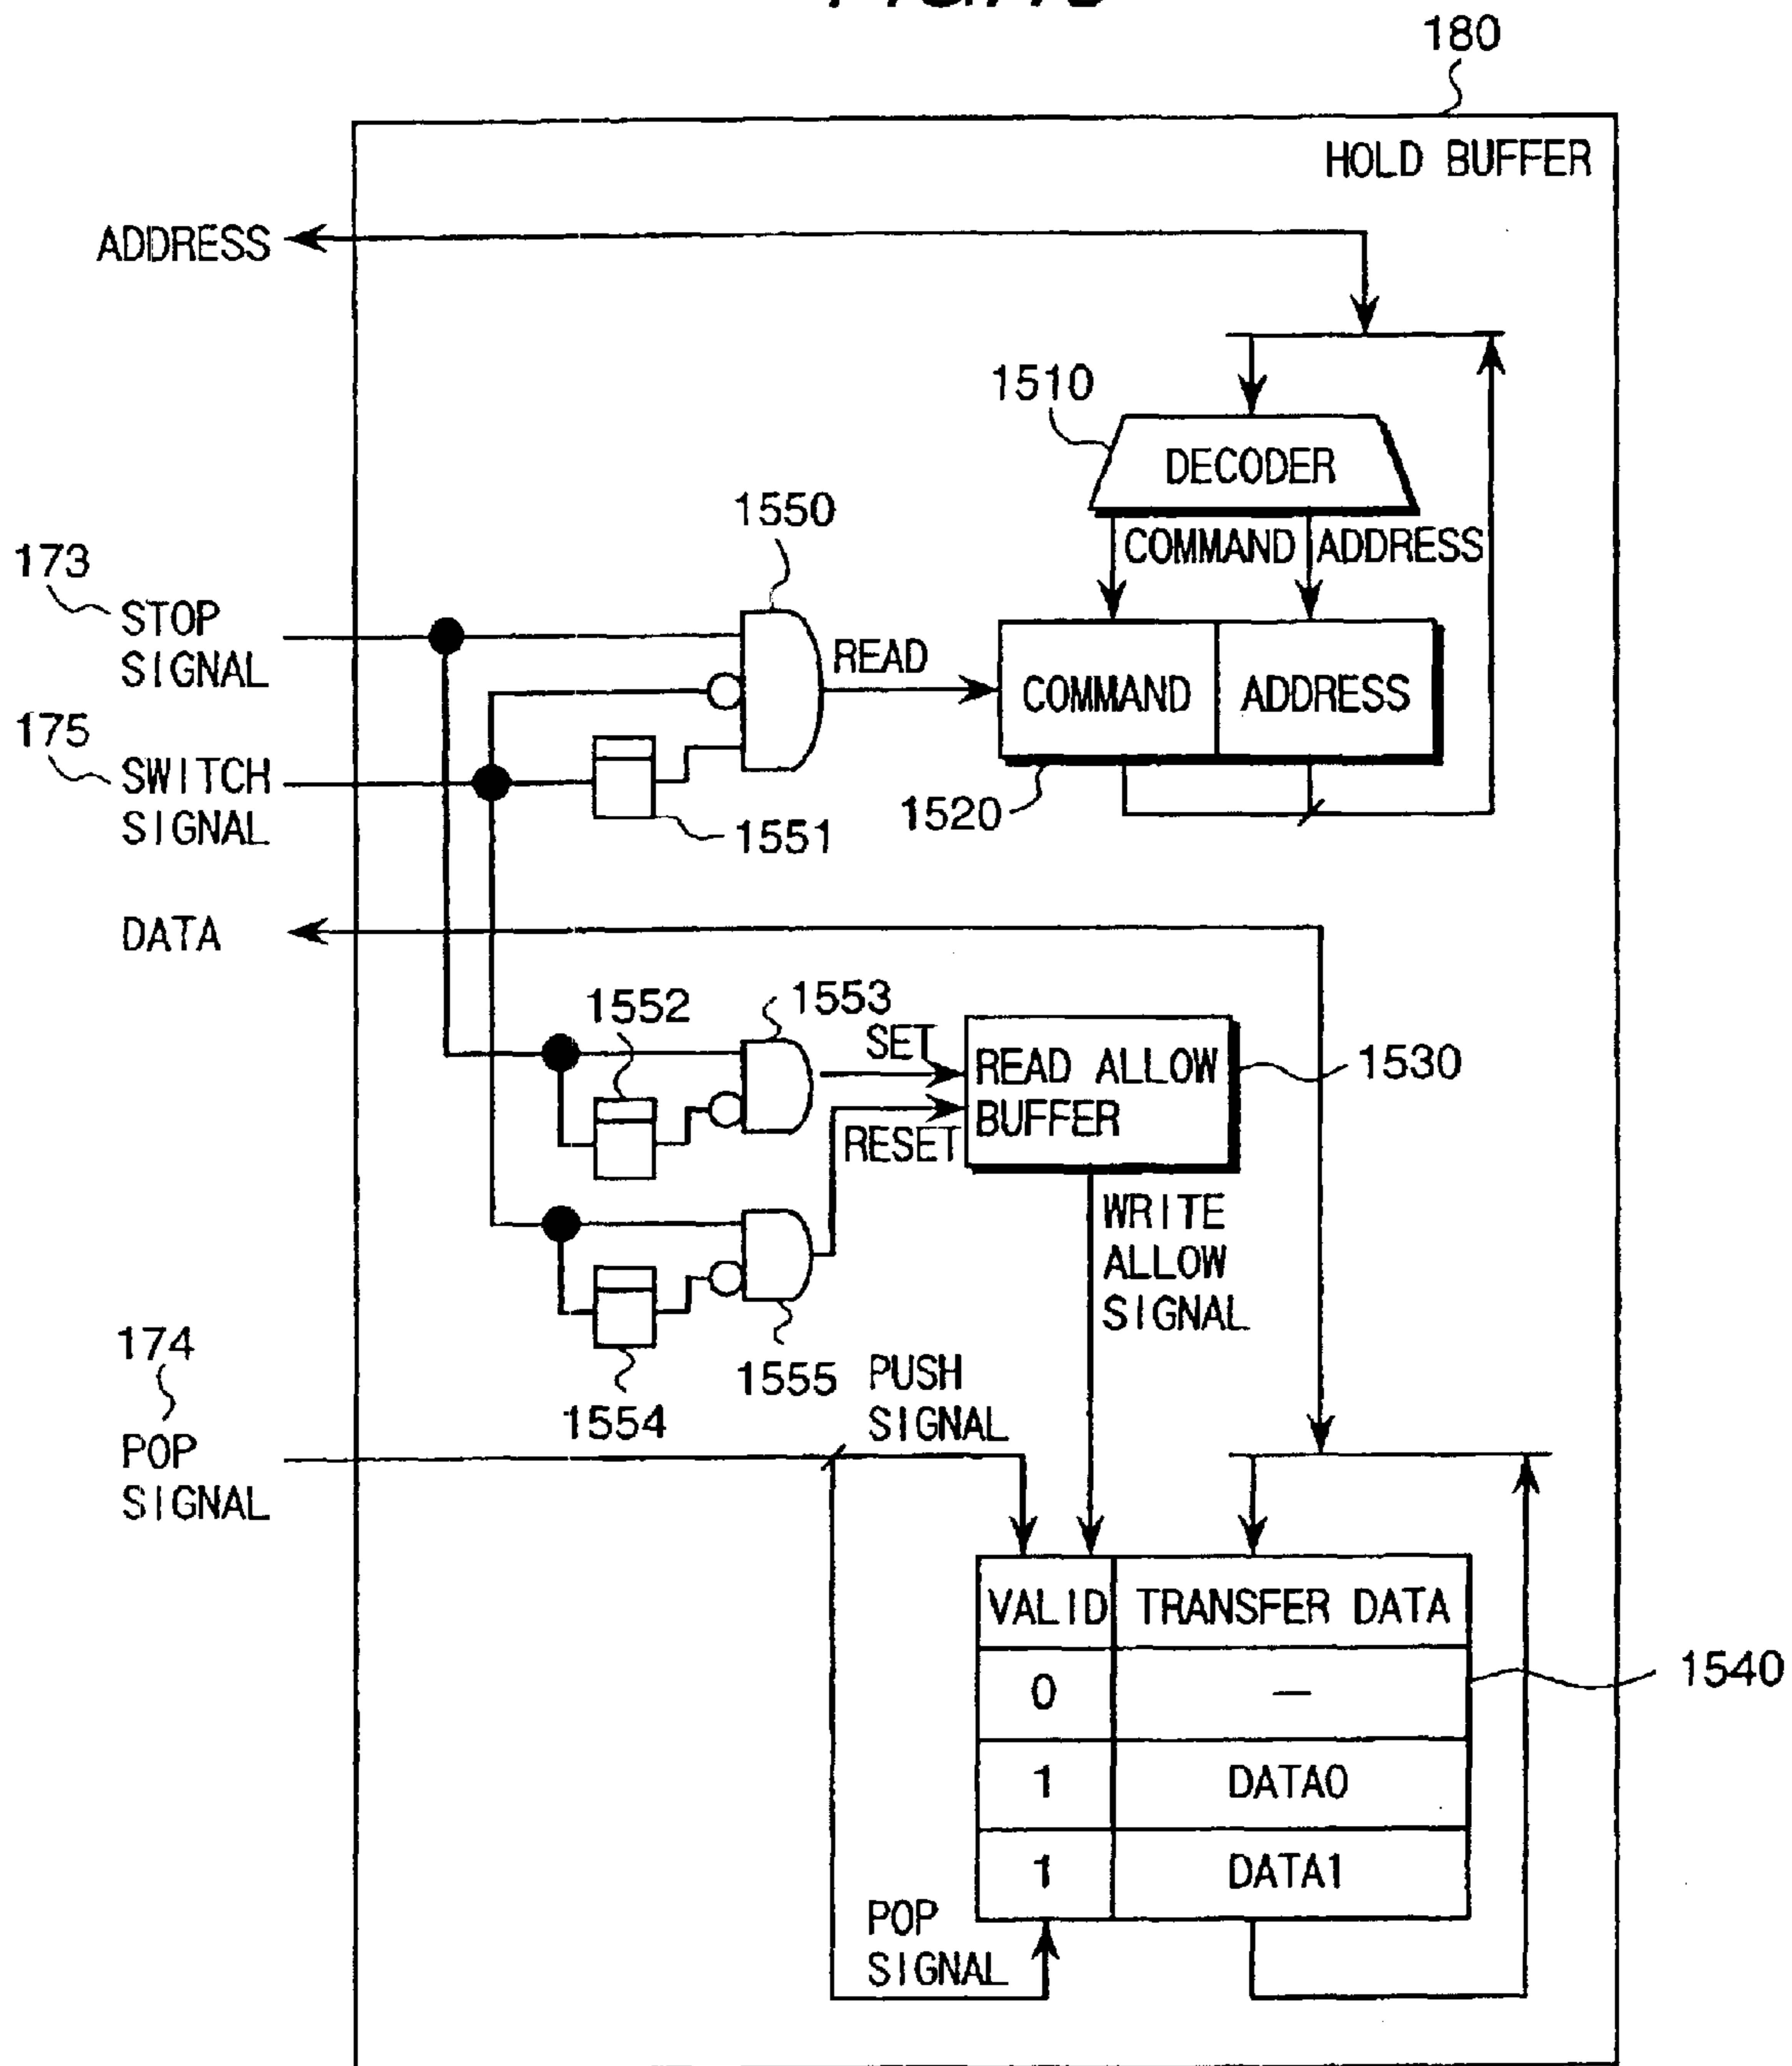 180
HOLD BUFFER
ADDRESS
1510
DECODER
COMMAND
ADDRESS
1550
173
STOP
SIGNAL
READ
COMMAND
ADDRESS
175
SWITCH
SIGNAL
1551
1520
DATA
1552
1553
SET
READ ALLOW
BUFFER
1530
RESET
WRITE
ALLOW
SIGNAL
1554
1555
174
POP
SIGNAL
PUSH
SIGNAL
VALID
TRANSFER DATA
0
—
1540
1
DATA0
1
DATA1
POP
SIGNAL